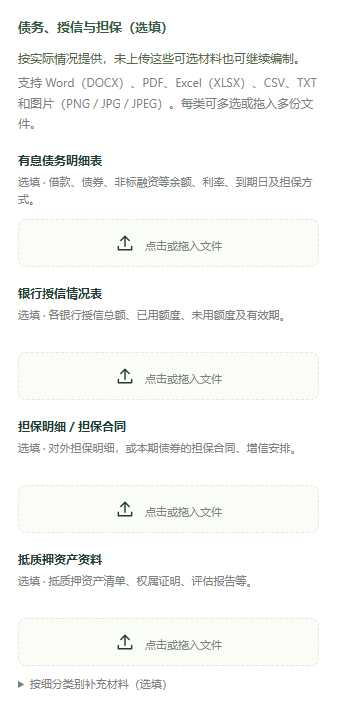 债务、授信与担保（选填）
按实际情况提供，未上传这些可选材料也可继续编制。
支持 Word（DOCX）、PDF、Excel（XLSX）、CSV、TXT
和图片（PNG / JPG / JPEG）。每类可多选或拖入多份文
件。
有息债务明细表
选填 · 借款、债券、非标融资等余额、利率、到期日及担保方
式。
点击或拖入文件
银行授信情况表
选填 · 各银行授信总额、已用额度、未用额度及有效期。
点击或拖入文件
担保明细 / 担保合同
选填 · 对外担保明细，或本期债券的担保合同、增信安排。
点击或拖入文件
抵质押资产资料
选填 · 抵质押资产清单、权属证明、评估报告等。
点击或拖入文件
按细分类别补充材料（选填）